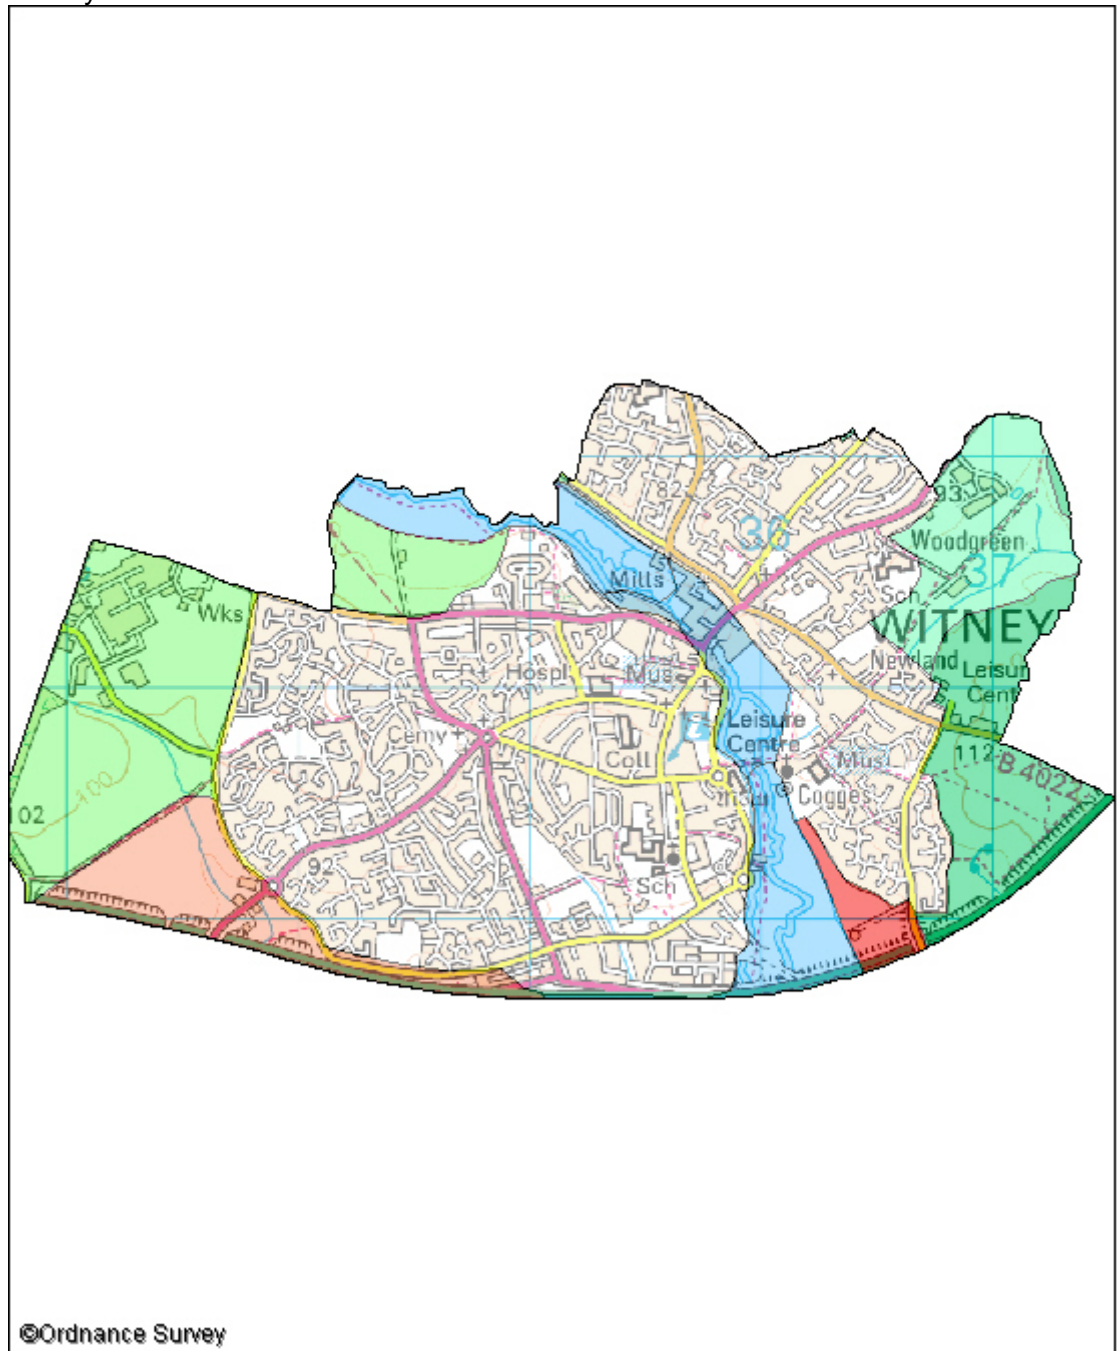 82
36
93
Woodgreen
37
Mills
Sch
Wks
WITNEY
Newland
Leisur
Cent
Hospl
Mus
Cemy
Leisure
Centre
Coll
112
B 4022
Mus
Cogges
100
102
92
Sch
©Ordnance Survey